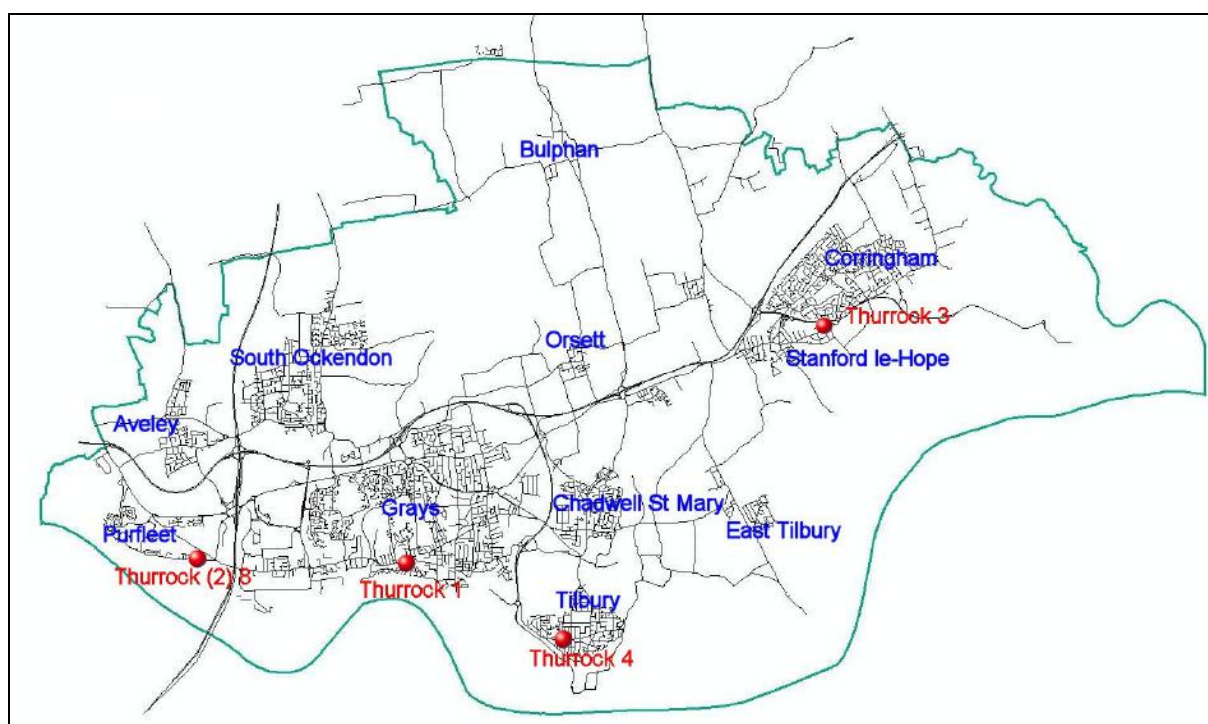 Bulphan
Corringham
Thurrock 3
Orsett
South Ockendon
Stanford le-Hope
Aveley
Chadwell St Mary
Grays
East Tilbury
Purfleet
Thurrock (2) 8
Thurrock 1
Tilbury
Thurrock 4